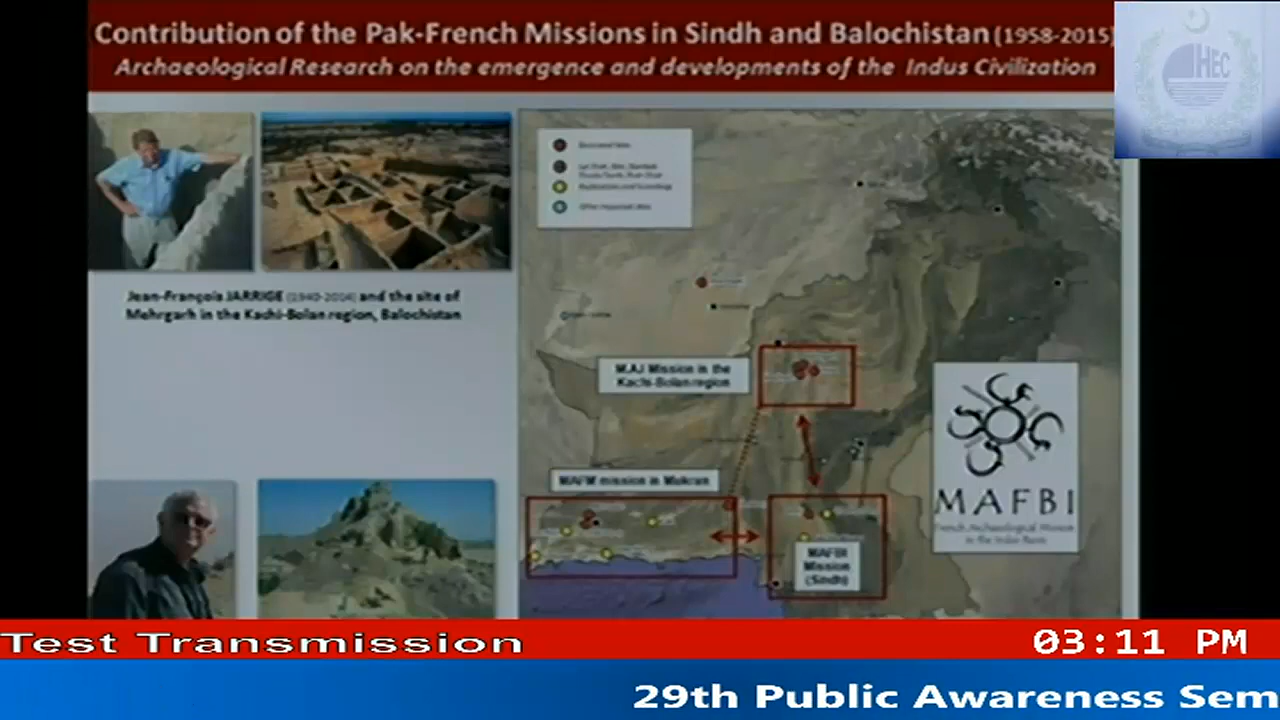 Contribution of the Pak-French Missions in Sindh and Balochistan (1958-2015)
Archaeological Research on the emergence and developments of the Indus Civilization
HEC
Jean-François JARRIGE (1940-2014) and the site of
Mehrgarh in the Kachi-Bolan region, Balochistan
M.AJ Mission in the
Kachi-Bolan region
MAFM mission in Makran
MAFBI
Mission
(Sindh)
MAFBI
French Archaeological Mission
in the Indus Basin
Test Transmission
03:11 PM
29th Public Awareness Sem